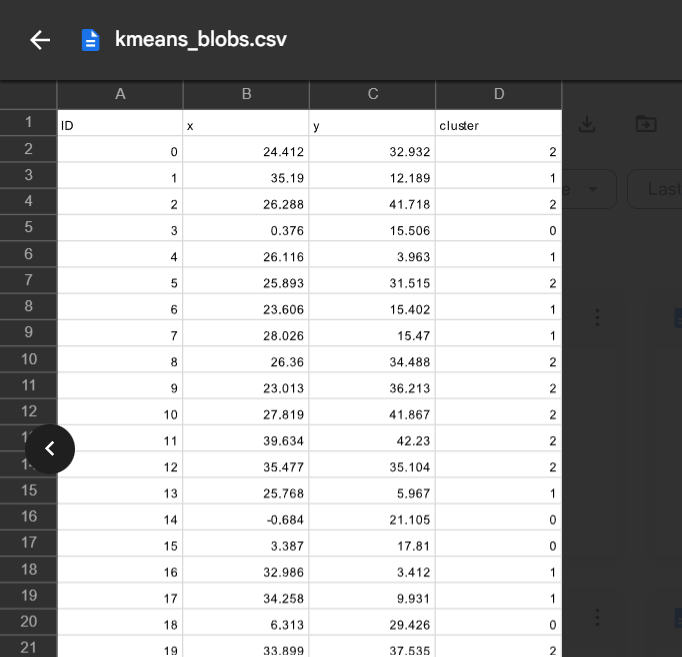 kmeans_blobs.csv
A B C D
1 ID x y cluster
2 0 24.412 32.932 2
3 1 35.19 12.189 1
4 2 26.288 41.718 2
5 3 0.376 15.506 0
6 4 26.116 3.963 1
7 5 25.893 31.515 2
8 6 23.606 15.402 1
9 7 28.026 15.47 1
10 8 26.36 34.488 2
11 9 23.013 36.213 2
12 10 27.819 41.867 2
11 39.634 42.23 2
12 35.477 35.104 2
15 13 25.768 5.967 1
16 14 -0.684 21.105 0
17 15 3.387 17.81 0
18 16 32.986 3.412 1
19 17 34.258 9.931 1
20 18 6.313 29.426 0
21 19 33.899 37.535 2
Last